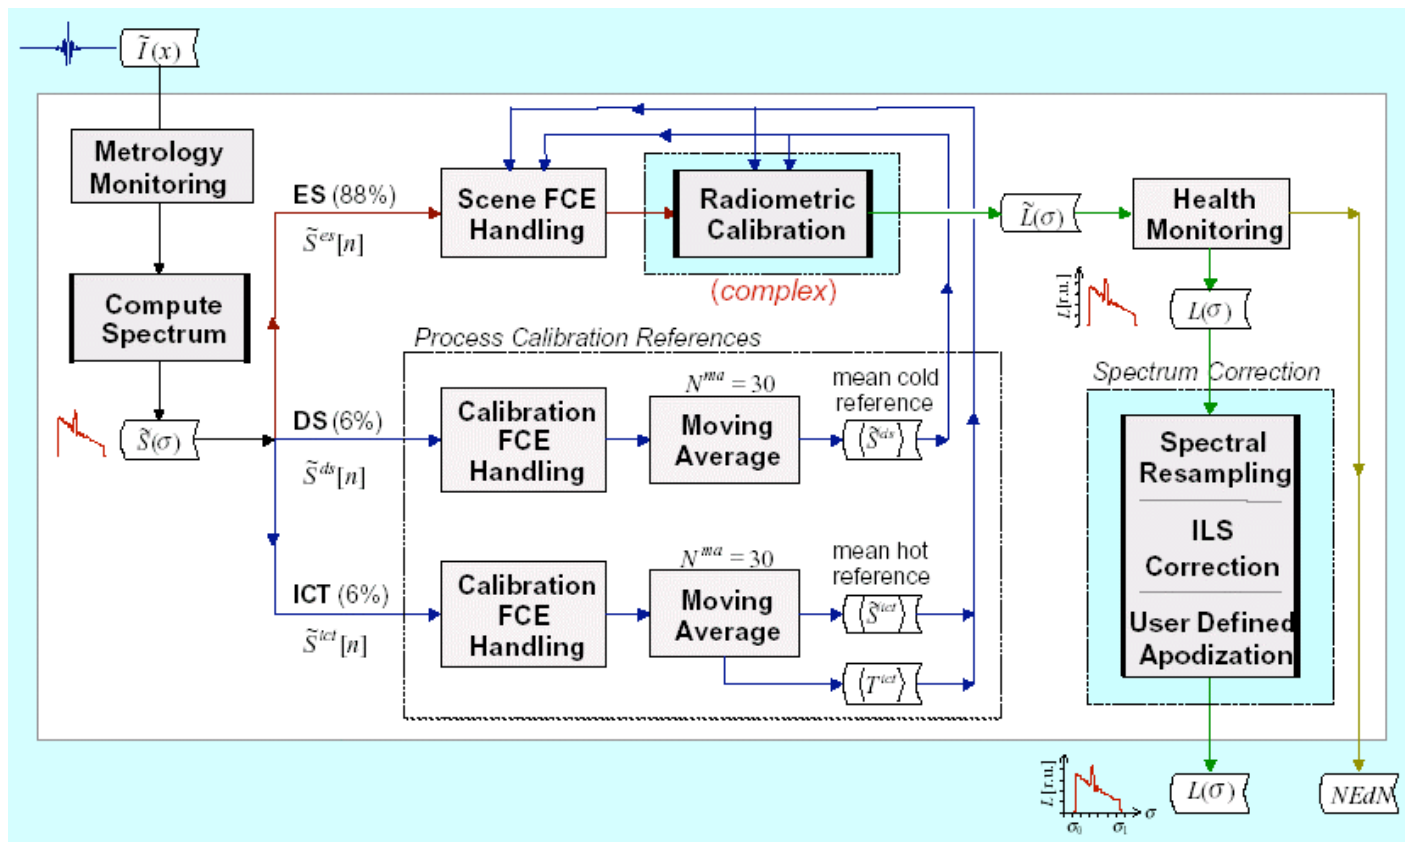 Ĩ(x)
Metrology
Monitoring
Compute
Spectrum
S̃(σ)
ES (88%)
S̃ᵉˢ[n]
DS (6%)
S̃ᵈˢ[n]
ICT (6%)
S̃ⁱᶜᵗ[n]
Scene FCE
Handling
Radiometric
Calibration
(complex)
Process Calibration References
Calibration
FCE
Handling
Nᵐᵃ = 30
Moving
Average
mean cold
reference
⟨S̃ᵈˢ⟩
Calibration
FCE
Handling
Nᵐᵃ = 30
Moving
Average
mean hot
reference
⟨S̃ⁱᶜᵗ⟩
⟨Tⁱᶜᵗ⟩
L̃(σ)
Health
Monitoring
L [r.u.]
L(σ)
Spectrum Correction
Spectral
Resampling
ILS
Correction
User Defined
Apodization
L [r.u.]
σ₀ σ₁ σ
L(σ)
NEdN